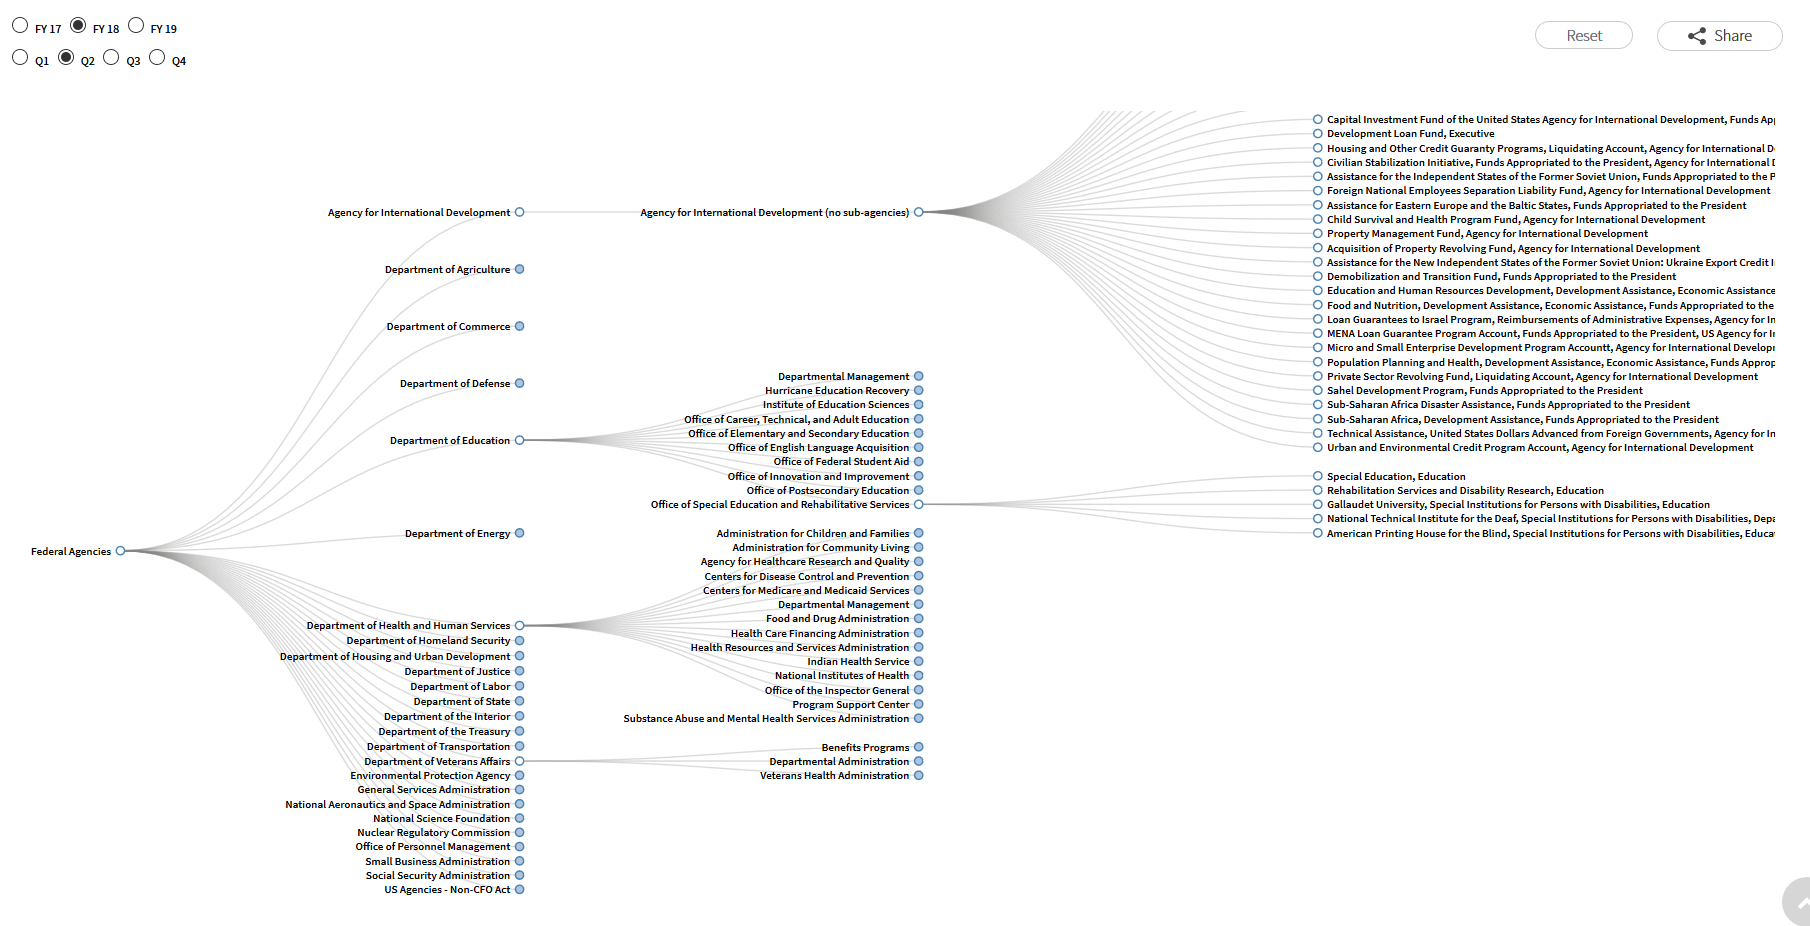 FY 17 FY 18 FY 19
Q1 Q2 Q3 Q4
Reset
Share
Federal Agencies
Agency for International Development
Department of Agriculture
Department of Commerce
Department of Defense
Department of Education
Department of Energy
Department of Health and Human Services
Department of Homeland Security
Department of Housing and Urban Development
Department of Justice
Department of Labor
Department of State
Department of the Interior
Department of the Treasury
Department of Transportation
Department of Veterans Affairs
Environmental Protection Agency
General Services Administration
National Aeronautics and Space Administration
National Science Foundation
Nuclear Regulatory Commission
Office of Personnel Management
Small Business Administration
Social Security Administration
US Agencies - Non-CFO Act
Agency for International Development (no sub-agencies)
Departmental Management
Hurricane Education Recovery
Institute of Education Sciences
Office of Career, Technical, and Adult Education
Office of Elementary and Secondary Education
Office of English Language Acquisition
Office of Federal Student Aid
Office of Innovation and Improvement
Office of Postsecondary Education
Office of Special Education and Rehabilitative Services
Administration for Children and Families
Administration for Community Living
Agency for Healthcare Research and Quality
Centers for Disease Control and Prevention
Centers for Medicare and Medicaid Services
Departmental Management
Food and Drug Administration
Health Care Financing Administration
Health Resources and Services Administration
Indian Health Service
National Institutes of Health
Office of the Inspector General
Program Support Center
Substance Abuse and Mental Health Services Administration
Benefits Programs
Departmental Administration
Veterans Health Administration
Capital Investment Fund of the United States Agency for International Development, Funds Ap
Development Loan Fund, Executive
Housing and Other Credit Guaranty Programs, Liquidating Account, Agency for International D
Civilian Stabilization Initiative, Funds Appropriated to the President, Agency for International
Assistance for the Independent States of the Former Soviet Union, Funds Appropriated to the P
Foreign National Employees Separation Liability Fund, Agency for International Development
Assistance for Eastern Europe and the Baltic States, Funds Appropriated to the President
Child Survival and Health Program Fund, Agency for International Development
Property Management Fund, Agency for International Development
Acquisition of Property Revolving Fund, Agency for International Development
Assistance for the New Independent States of the Former Soviet Union: Ukraine Export Credit
Demobilization and Transition Fund, Funds Appropriated to the President
Education and Human Resources Development, Development Assistance, Economic Assistance
Food and Nutrition, Development Assistance, Economic Assistance, Funds Appropriated to the
Loan Guarantees to Israel Program, Reimbursements of Administrative Expenses, Agency for In
MENA Loan Guarantee Program Account, Funds Appropriated to the President, US Agency for
Micro and Small Enterprise Development Program Accountt, Agency for International Develop
Population Planning and Health, Development Assistance, Economic Assistance, Funds Approp
Private Sector Revolving Fund, Liquidating Account, Agency for International Development
Sahel Development Program, Funds Appropriated to the President
Sub-Saharan Africa Disaster Assistance, Funds Appropriated to the President
Sub-Saharan Africa, Development Assistance, Funds Appropriated to the President
Technical Assistance, United States Dollars Advanced from Foreign Governments, Agency for In
Urban and Environmental Credit Program Account, Agency for International Development
Special Education, Education
Rehabilitation Services and Disability Research, Education
Gallaudet University, Special Institutions for Persons with Disabilities, Education
National Technical Institute for the Deaf, Special Institutions for Persons with Disabilities, Depa
American Printing House for the Blind, Special Institutions for Persons with Disabilities, Educa